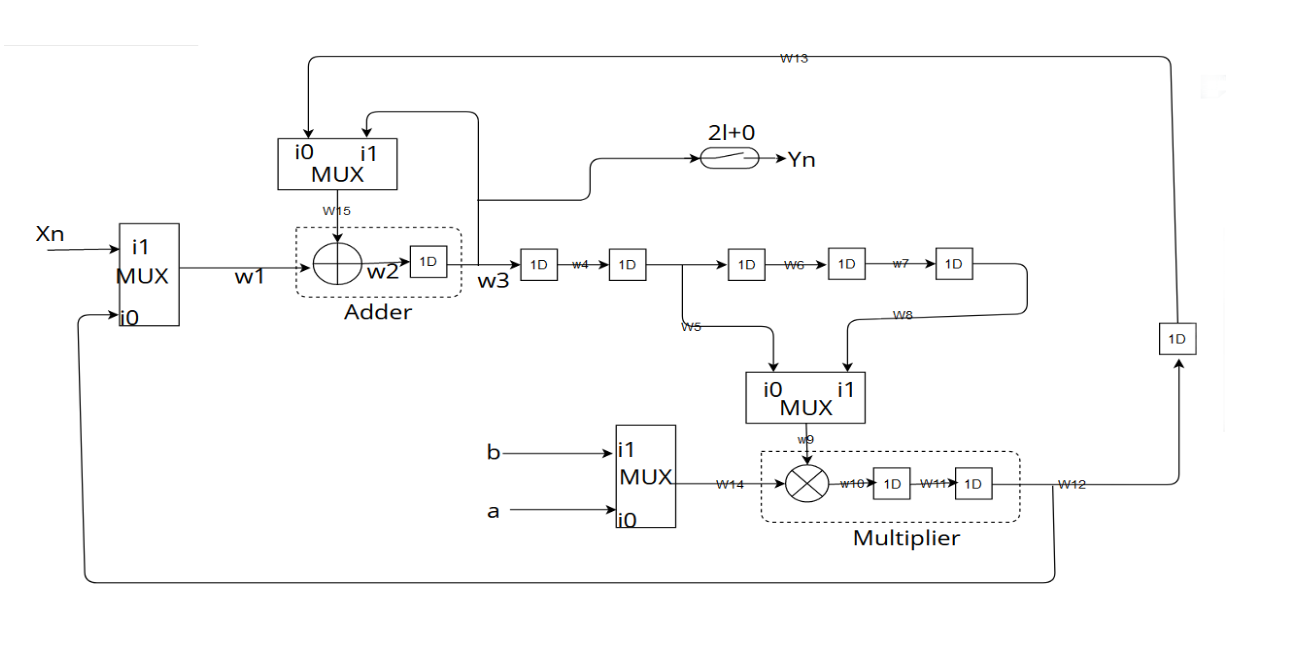 W13
2l+0
Yn
i0 i1
MUX
W15
Xn
i1
MUX
i0
w1
w2
1D
w3
Adder
1D
w4
1D
1D
W6
1D
w7
1D
W5
W8
1D
i0 i1
MUX
w9
b
a
i1
MUX
i0
W14
w10
1D
W11
1D
W12
Multiplier